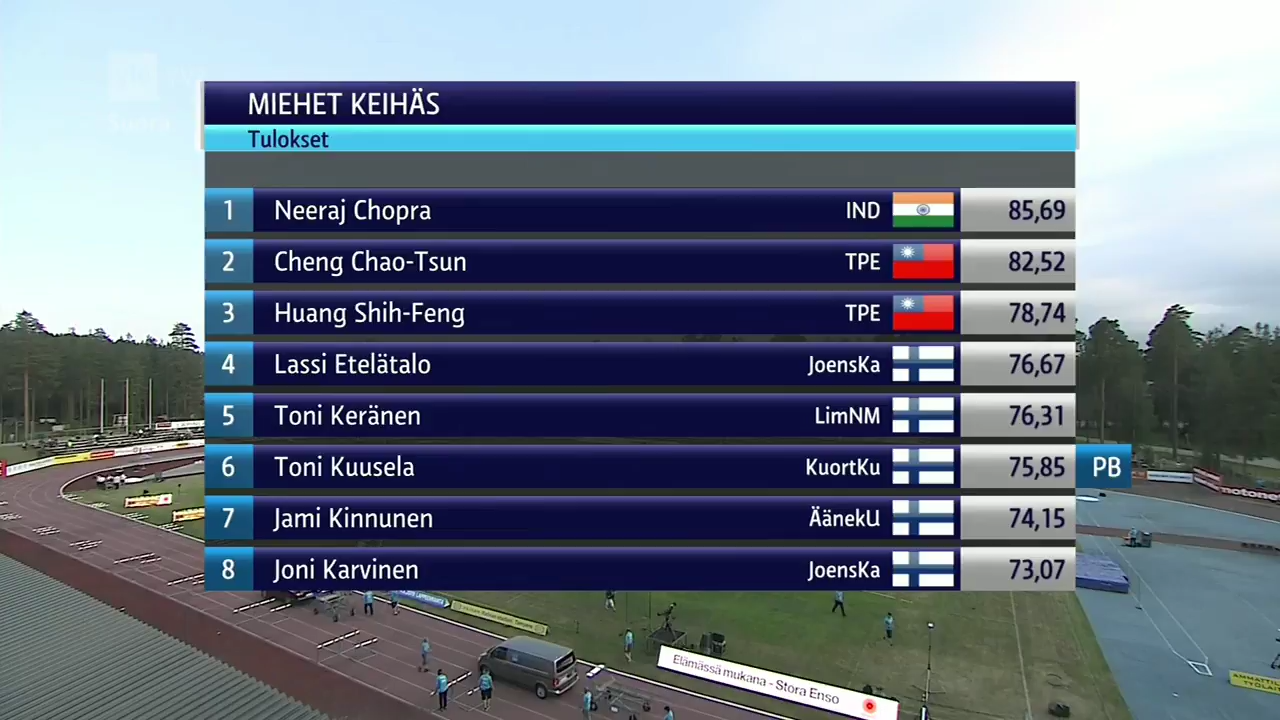 Suora
MIEHET KEIHÄS
Tulokset
1 Neeraj Chopra IND 85,69
2 Cheng Chao-Tsun TPE 82,52
3 Huang Shih-Feng TPE 78,74
4 Lassi Etelätalo JoensKa 76,67
5 Toni Keränen LimNM 76,31
6 Toni Kuusela KuortKu 75,85 PB
7 Jami Kinnunen ÄänekU 74,15
8 Joni Karvinen JoensKa 73,07
Elämässä mukana - Stora Enso